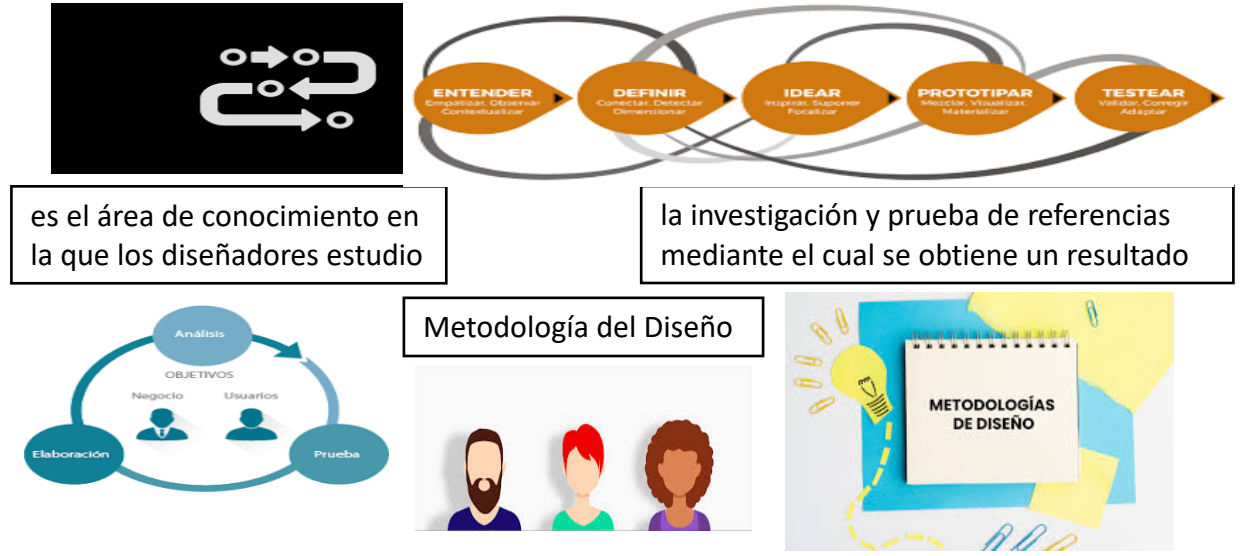 ENTENDER
Empatizar, Observar
Contextualizar
DEFINIR
Conectar, Detectar
Dimensionar
IDEAR
Inspirar, Suponer
Focalizar
PROTOTIPAR
Mezclar, Visualizar,
Materializar
TESTEAR
Validar, Corregir
Adaptar
es el área de conocimiento en
la que los diseñadores estudio
la investigación y prueba de referencias
mediante el cual se obtiene un resultado
Análisis
OBJETIVOS
Negocio
Usuarios
Elaboración
Prueba
Metodología del Diseño
METODOLOGÍAS
DE DISEÑO